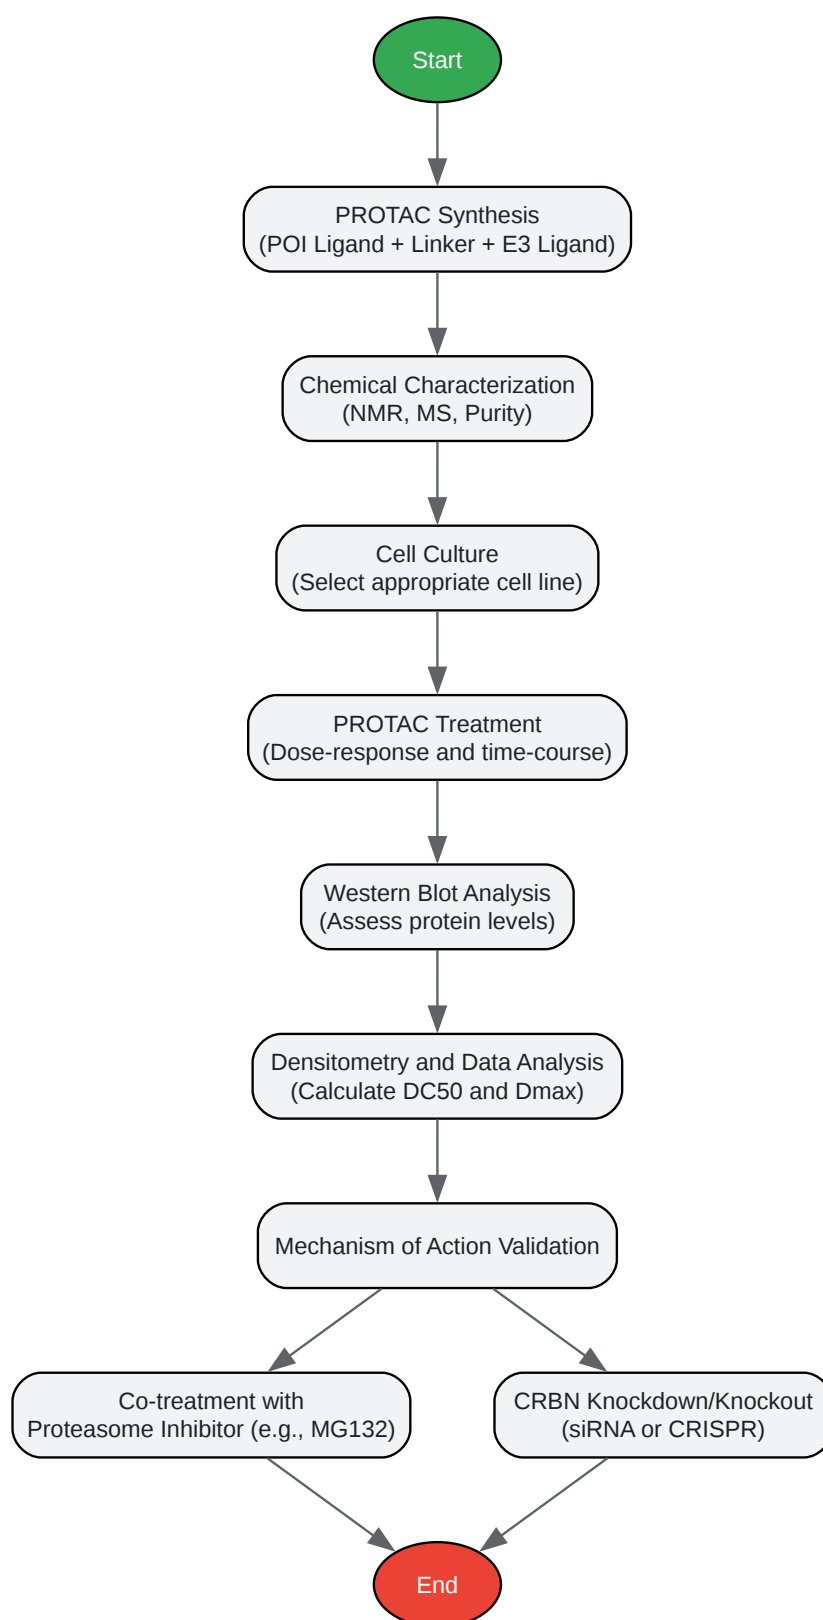 Start
PROTAC Synthesis
(POI Ligand + Linker + E3 Ligand)
Chemical Characterization
(NMR, MS, Purity)
Cell Culture
(Select appropriate cell line)
PROTAC Treatment
(Dose-response and time-course)
Western Blot Analysis
(Assess protein levels)
Densitometry and Data Analysis
(Calculate DC50 and Dmax)
Mechanism of Action Validation
Co-treatment with
Proteasome Inhibitor (e.g., MG132)
CRBN Knockdown/Knockout
(siRNA or CRISPR)
End